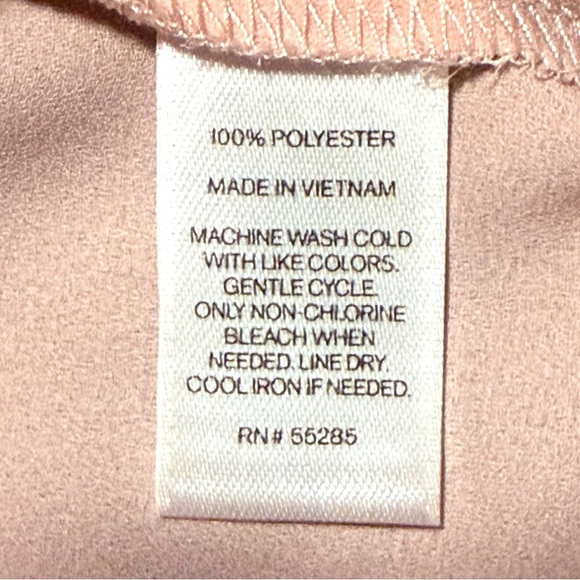 100% POLYESTER
MADE IN VIETNAM
MACHINE WASH COLD
WITH LIKE COLORS.
GENTLE CYCLE.
ONLY NON-CHLORINE
BLEACH WHEN
NEEDED. LINE DRY.
COOL IRON IF NEEDED.
RN# 55285